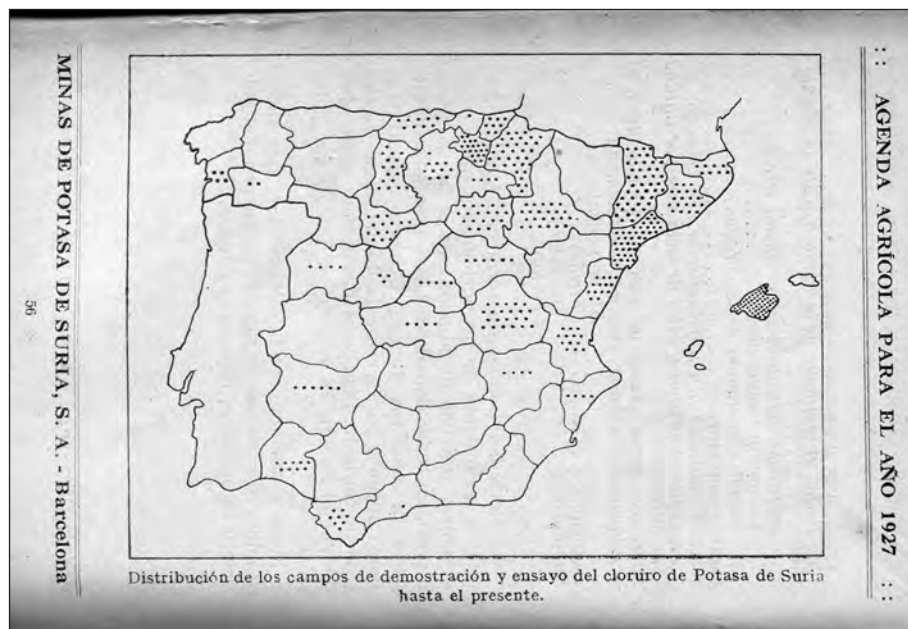 :: AGENDA AGRÍCOLA PARA EL AÑO 1927 ::
Distribución de los campos de demostración y ensayo del cloruro de Potasa de Suria
hasta el presente.
MINAS DE POTASA DE SURIA, S. A. - Barcelona
56